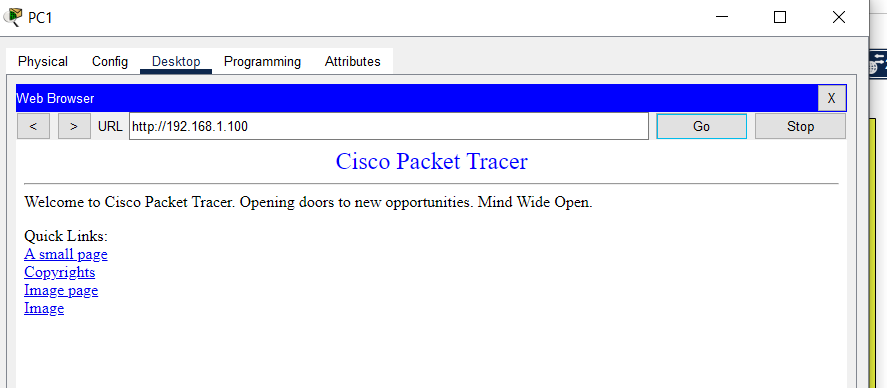 PC1
Physical Config Desktop Programming Attributes
Web Browser X
< > URL http://192.168.1.100 Go Stop
Cisco Packet Tracer
Welcome to Cisco Packet Tracer. Opening doors to new opportunities. Mind Wide Open.
Quick Links:
A small page
Copyrights
Image page
Image